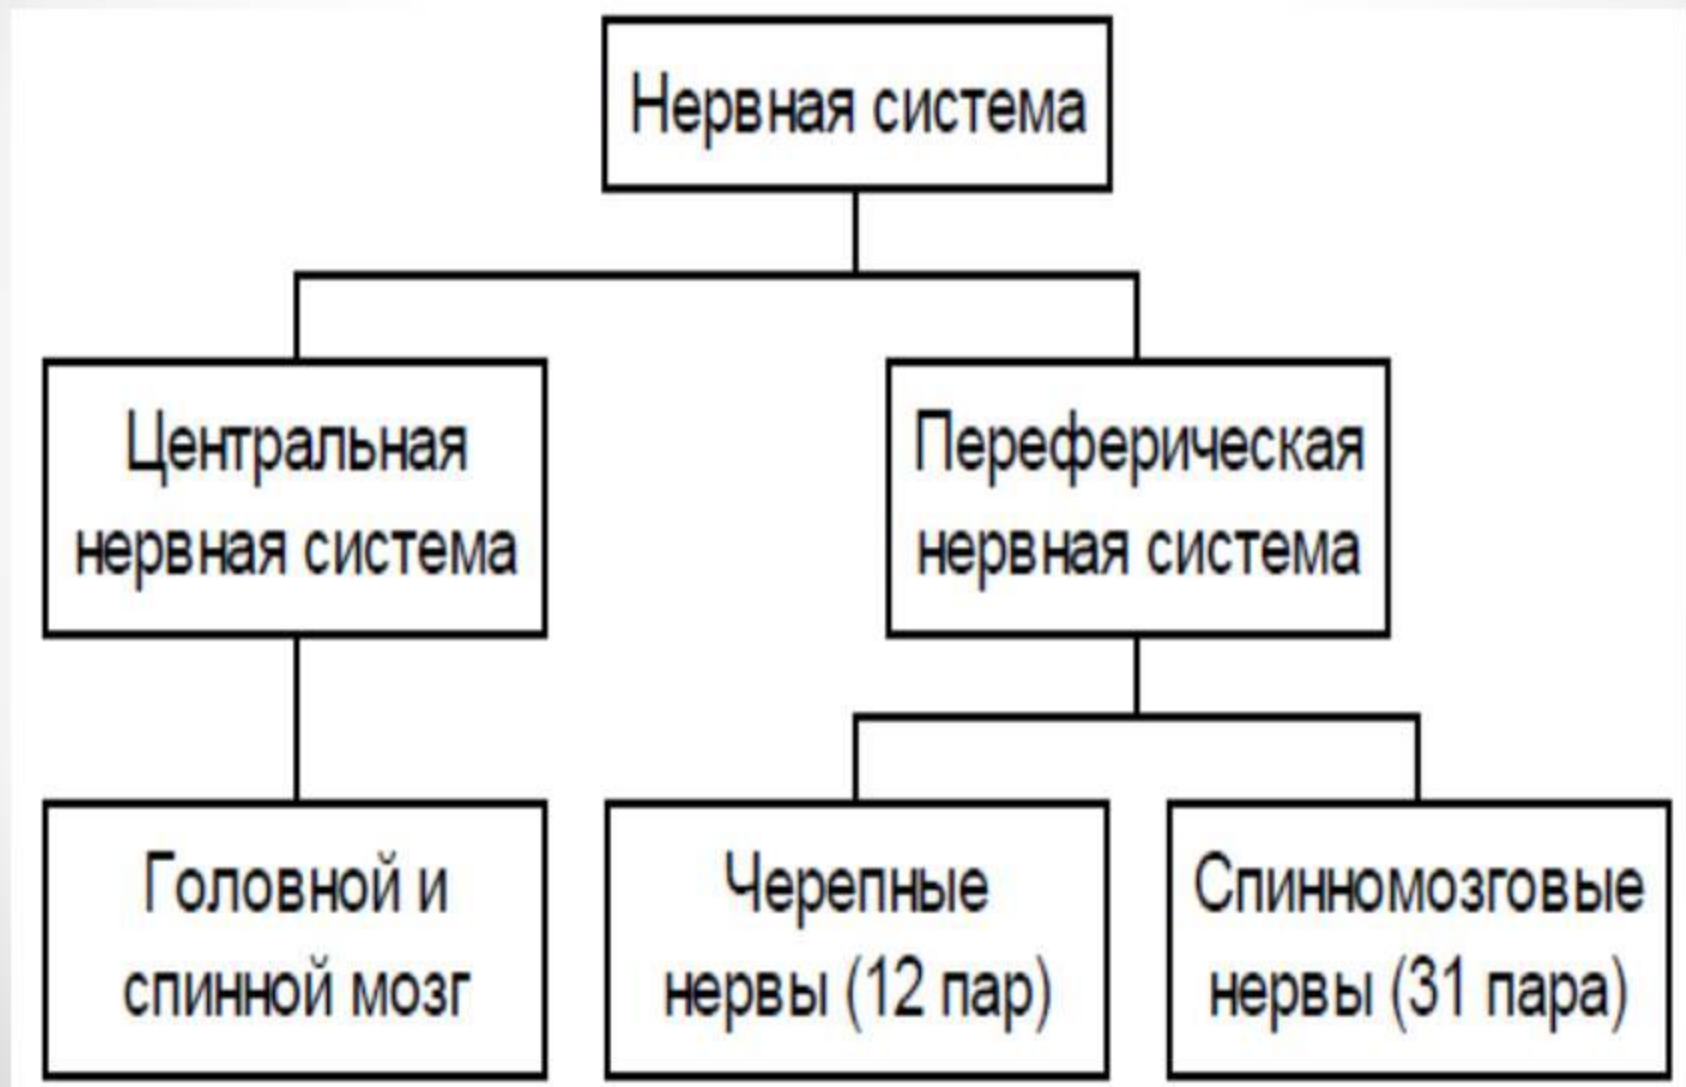 Нервная система
Центральная
нервная система
Переферическая
нервная система
Головной и
спинной мозг
Черепные
нервы (12 пар)
Спинномозговые
нервы (31 пара)